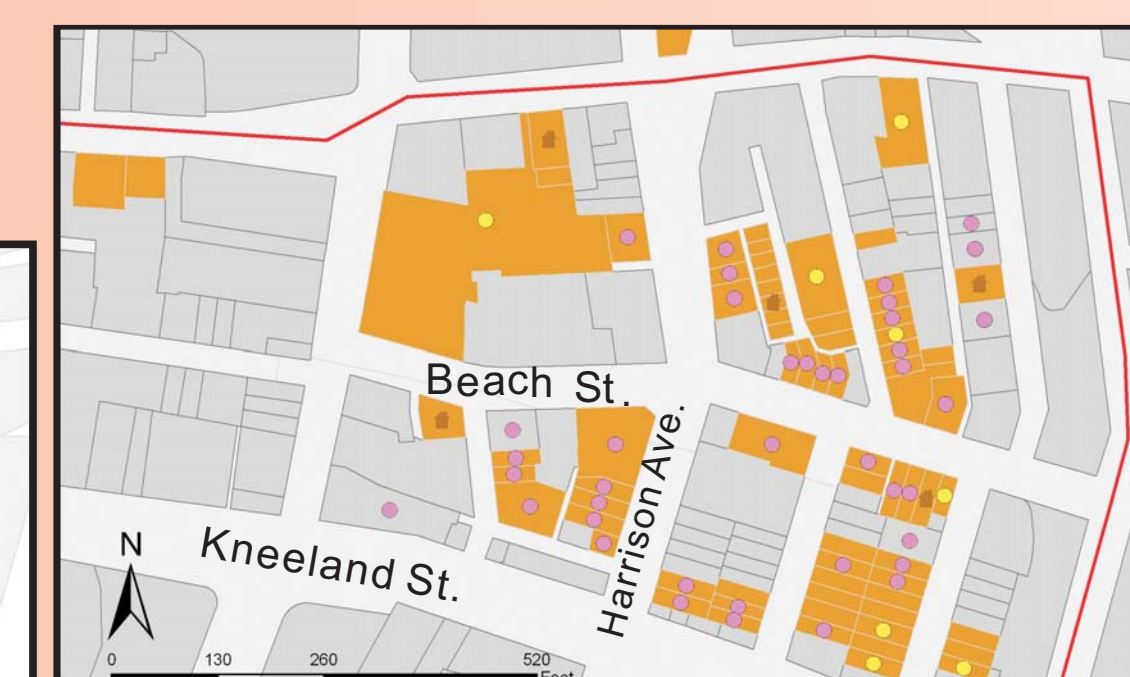 Beach St.
Harrison Ave.
Kneeland St.
N
0 130 260 520
Feet